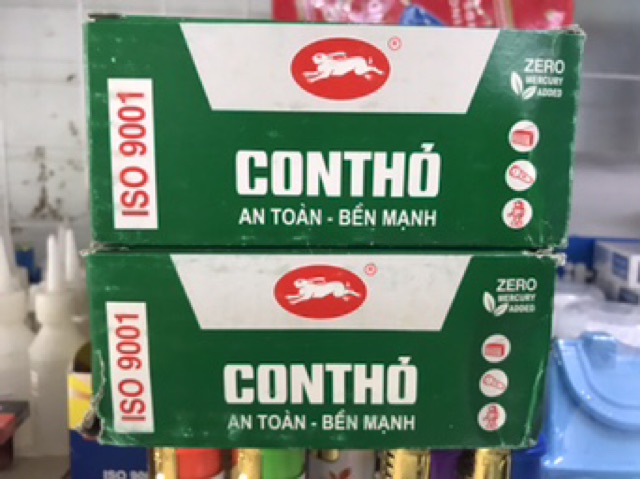 ®
ISO 9001
ZERO
MERCURY
ADDED
CONTHỎ
AN TOÀN - BỀN MẠNH
®
ISO 9001
ZERO
MERCURY
ADDED
CONTHỎ
AN TOÀN - BỀN MẠNH